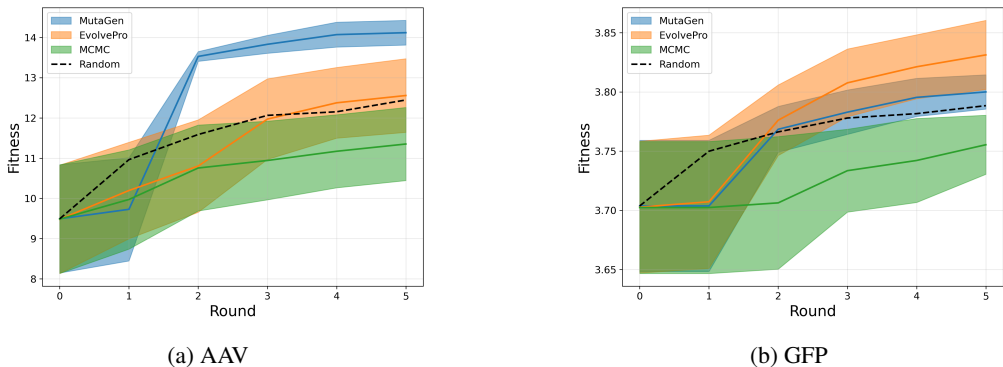 MutaGen
EvolvePro
MCMC
Random
Fitness
14
13
12
11
10
9
8
0 1 2 3 4 5
Round
(a) AAV
MutaGen
EvolvePro
MCMC
Random
Fitness
3.85
3.80
3.75
3.70
3.65
0 1 2 3 4 5
Round
(b) GFP